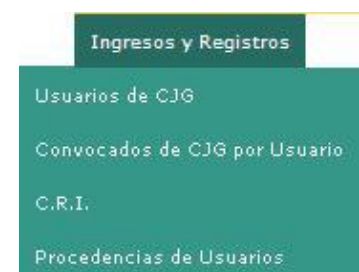 Ingresos y Registros
Usuarios de CJG
Convocados de CJG por Usuario
C.R.I.
Procedencias de Usuarios